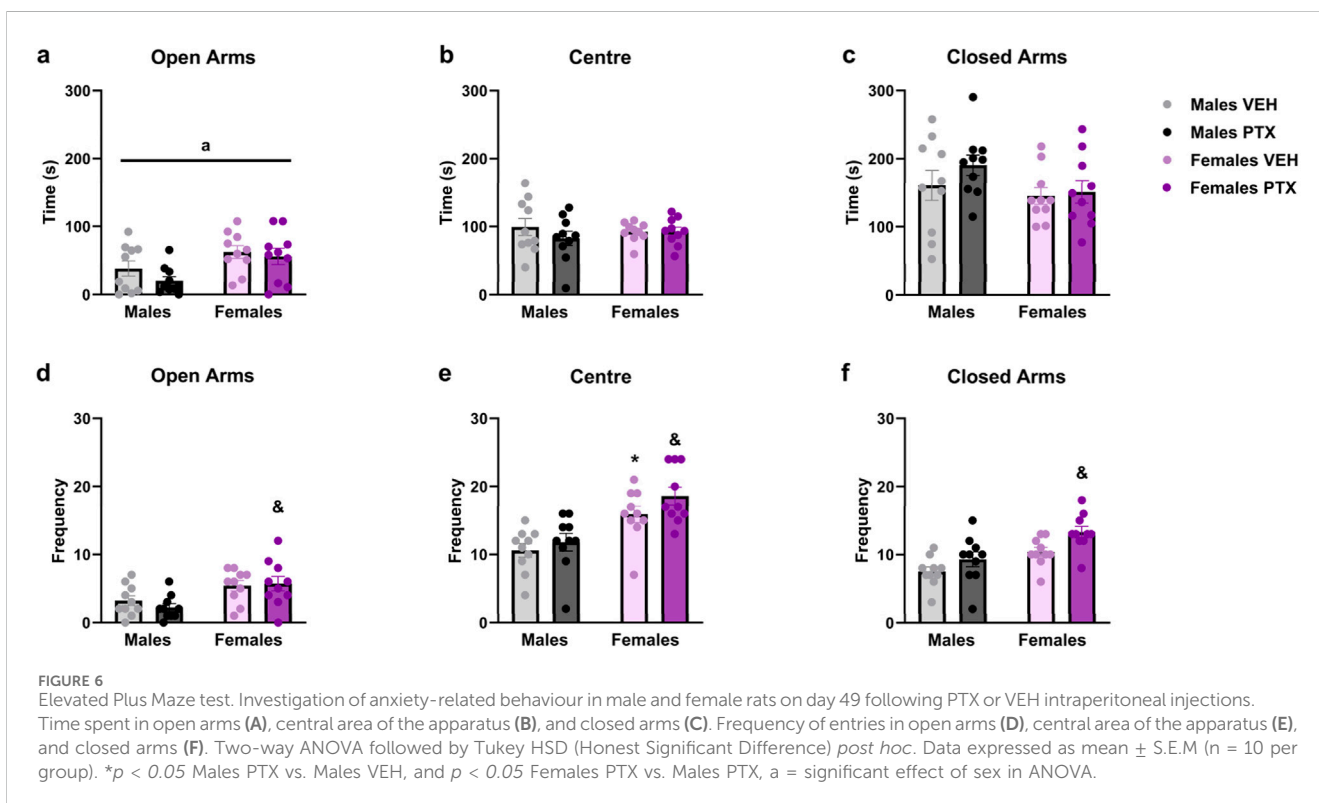 a
Open Arms
b
Centre
c
Closed Arms
300
200
100
0
Time (s)
a
Males
Females
300
200
100
0
Time (s)
Males
Females
300
200
100
0
Time (s)
Males
Females
Males VEH
Males PTX
Females VEH
Females PTX
d
Open Arms
e
Centre
f
Closed Arms
30
20
10
0
Frequency
&
Males
Females
30
20
10
0
Frequency
*
&
Males
Females
30
20
10
0
Frequency
&
Males
Females
FIGURE 6
Elevated Plus Maze test. Investigation of anxiety-related behaviour in male and female rats on day 49 following PTX or VEH intraperitoneal injections.
Time spent in open arms (A), central area of the apparatus (B), and closed arms (C). Frequency of entries in open arms (D), central area of the apparatus (E),
and closed arms (F). Two-way ANOVA followed by Tukey HSD (Honest Significant Difference) post hoc. Data expressed as mean ± S.E.M (n = 10 per
group). *p < 0.05 Males PTX vs. Males VEH, and p < 0.05 Females PTX vs. Males PTX, a = significant effect of sex in ANOVA.